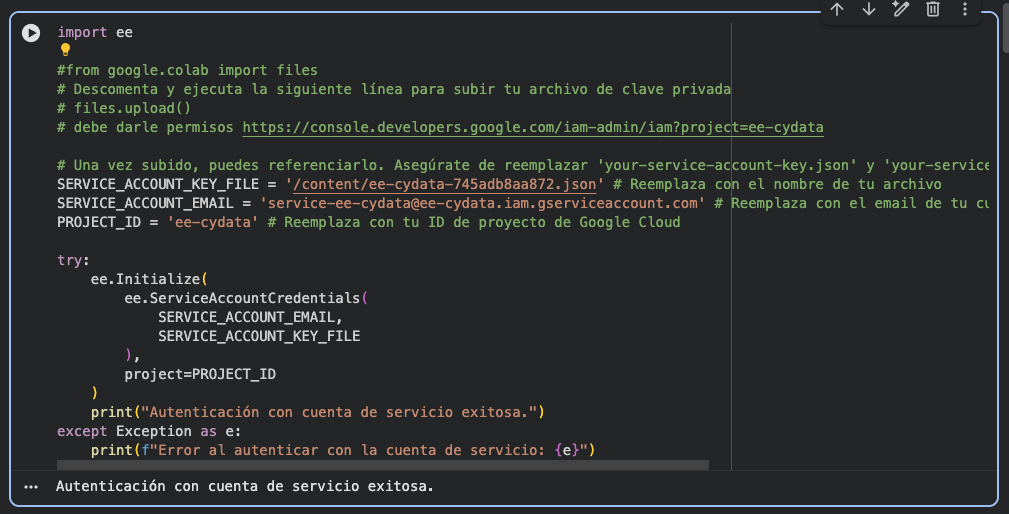 import ee
#from google.colab import files
# Descomenta y ejecuta la siguiente línea para subir tu archivo de clave privada
# files.upload()
# debe darle permisos https://console.developers.google.com/iam-admin/iam?project=ee-cydata
# Una vez subido, puedes referenciarlo. Asegúrate de reemplazar 'your-service-account-key.json' y 'your-service
SERVICE_ACCOUNT_KEY_FILE = '/content/ee-cydata-745adb8aa872.json' # Reemplaza con el nombre de tu archivo
SERVICE_ACCOUNT_EMAIL = 'service-ee-cydata@ee-cydata.iam.gserviceaccount.com' # Reemplaza con el email de tu cu
PROJECT_ID = 'ee-cydata' # Reemplaza con tu ID de proyecto de Google Cloud
try:
    ee.Initialize(
        ee.ServiceAccountCredentials(
            SERVICE_ACCOUNT_EMAIL,
            SERVICE_ACCOUNT_KEY_FILE
        ),
        project=PROJECT_ID
    )
    print("Autenticación con cuenta de servicio exitosa.")
except Exception as e:
    print(f"Error al autenticar con la cuenta de servicio: {e}")
Autenticación con cuenta de servicio exitosa.